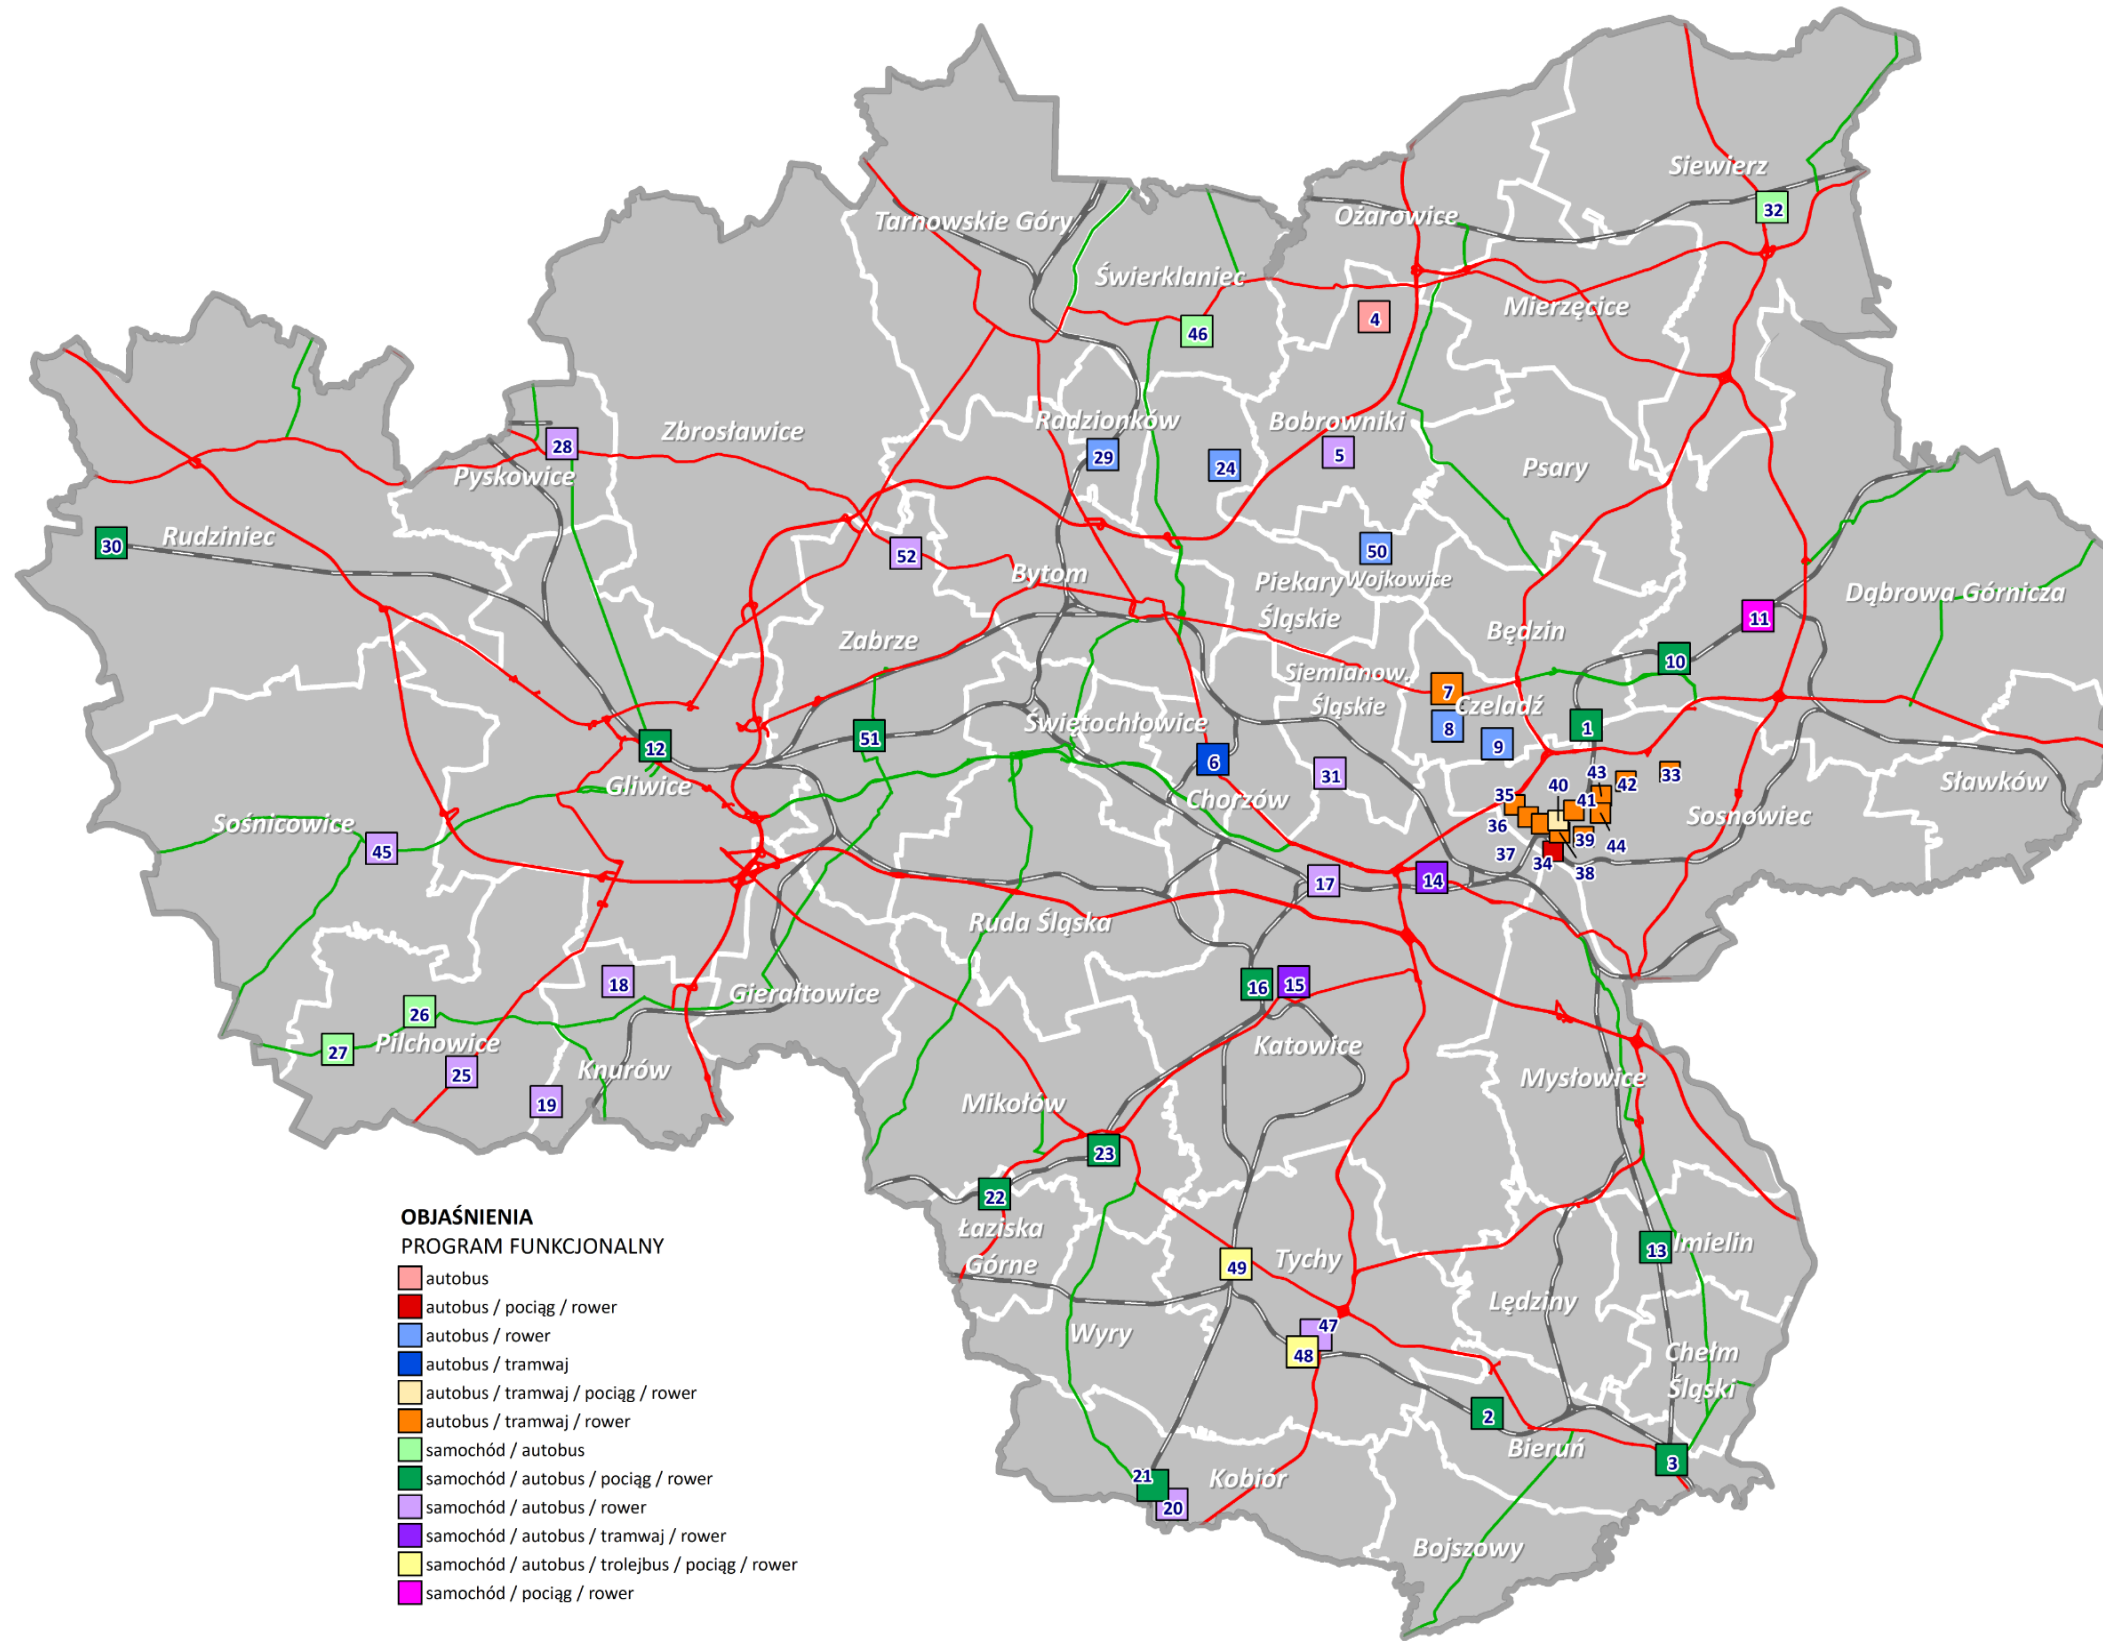 Siewierz
32
Tarnowskie Góry
Ożarowice
Świerklaniec
Mierzęcice
4
46
Radzionków
Bobrowniki
Zbrosławice
28
29
24
5
Psary
Pyskowice
30
Rudziniec
52
50
Bytom
Piekary
Śląskie
Wojkowice
Dąbrowa Górnicza
11
Będzin
Zabrze
10
Siemianow.
Śląskie
7
Czeladź
8
9
1
Świętochłowice
51
12
6
31
Gliwice
Chorzów
43
42
33
40
41
35
36
37
34
39
44
38
Sławków
Sosnowiec
Sośnicowice
45
17
14
Ruda Śląska
18
Gierałtowice
16
15
26
27
Pilchowice
25
19
Knurów
Katowice
Mysłowice
Mikołów
23
22
Łaziska
Górne
49
Tychy
13
Imielin
Lędziny
47
48
Wyry
Chełm
Śląski
2
Bieruń
3
21
20
Kobiór
Bojszowy
OBJAŚNIENIA
PROGRAM FUNKCJONALNY
autobus
autobus / pociąg / rower
autobus / rower
autobus / tramwaj
autobus / tramwaj / pociąg / rower
autobus / tramwaj / rower
samochód / autobus
samochód / autobus / pociąg / rower
samochód / autobus / rower
samochód / autobus / tramwaj / rower
samochód / autobus / trolejbus / pociąg / rower
samochód / pociąg / rower